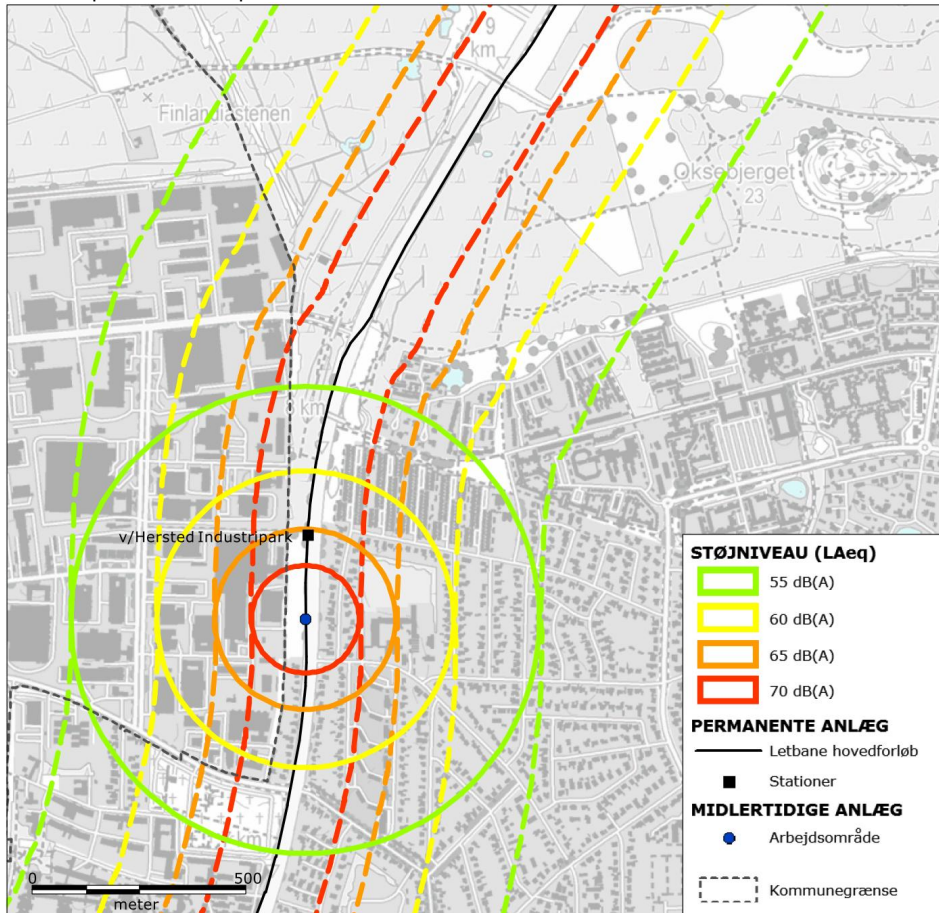 9
km
Finlandiastenen
Oksebjerget
23
km
v/Hersted Industripark
km
0 500
meter
STØJNIVEAU (LAeq)
55 dB(A)
60 dB(A)
65 dB(A)
70 dB(A)
PERMANENTE ANLÆG
Letbane hovedforløb
Stationer
MIDLERTIDIGE ANLÆG
Arbejdsområde
Kommunegrænse